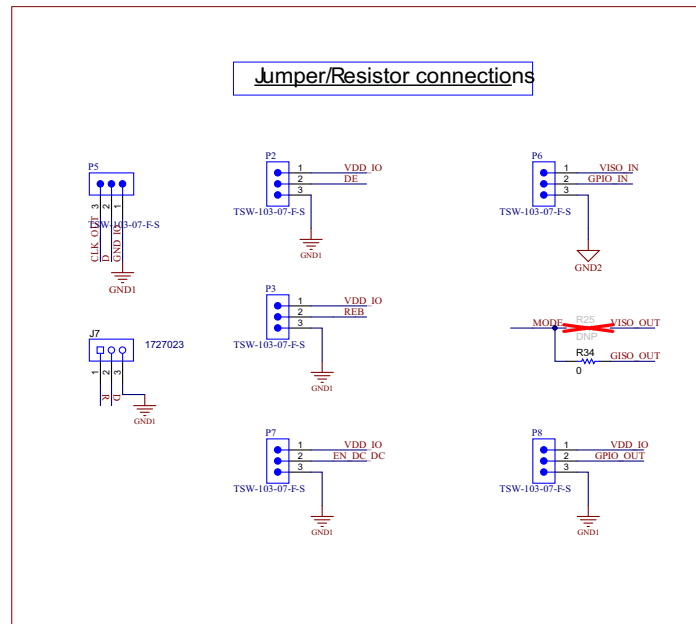 Jumper/Resistor connections
P5
3
2
1
TSW-103-07-F-S
CLK_OUT
D
GND_IO
GND1
P2
1
VDD_IO
2
DE
3
TSW-103-07-F-S
GND1
P6
1
VISO_IN
2
GPIO_IN
3
TSW-103-07-F-S
GND2
P3
1
VDD_IO
2
REB
3
TSW-103-07-F-S
GND1
MODE
R25
VISO_OUT
DNP
R34
GISO_OUT
0
J7
1727023
1
2
3
R
D
GND1
P7
1
VDD_IO
2
EN_DC_DC
3
TSW-103-07-F-S
GND1
P8
1
VDD_IO
2
GPIO_OUT
3
TSW-103-07-F-S
GND1